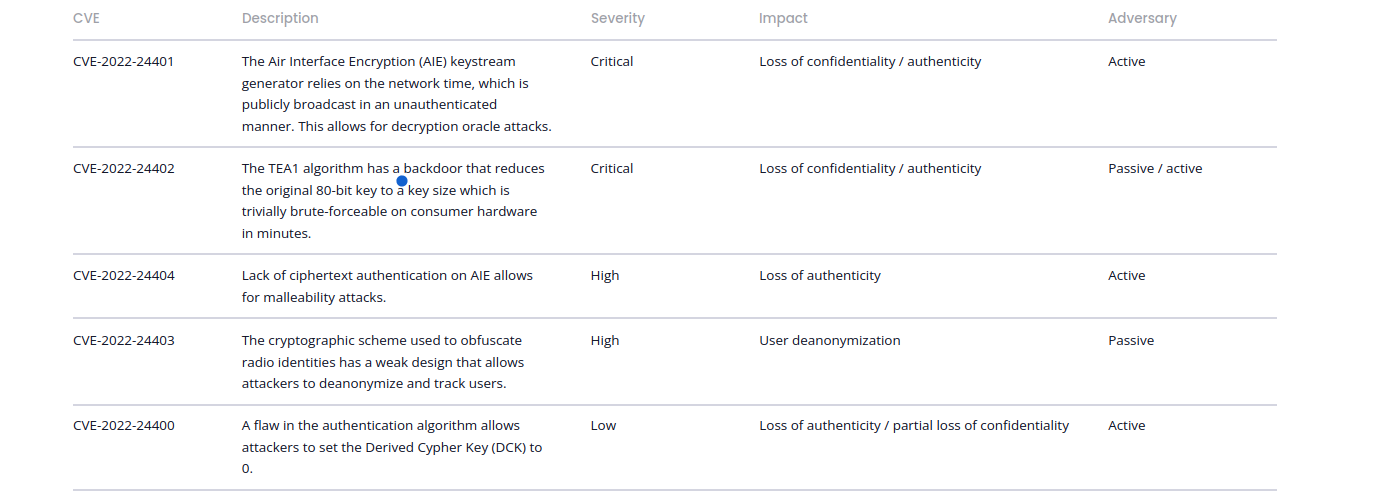 CVE Description Severity Impact Adversary
CVE-2022-24401 The Air Interface Encryption (AIE) keystream Critical Loss of confidentiality / authenticity Active
generator relies on the network time, which is
publicly broadcast in an unauthenticated
manner. This allows for decryption oracle attacks.
CVE-2022-24402 The TEA1 algorithm has a backdoor that reduces Critical Loss of confidentiality / authenticity Passive / active
the original 80-bit key to a key size which is
trivially brute-forceable on consumer hardware
in minutes.
CVE-2022-24404 Lack of ciphertext authentication on AIE allows High Loss of authenticity Active
for malleability attacks.
CVE-2022-24403 The cryptographic scheme used to obfuscate High User deanonymization Passive
radio identities has a weak design that allows
attackers to deanonymize and track users.
CVE-2022-24400 A flaw in the authentication algorithm allows Low Loss of authenticity / partial loss of confidentiality Active
attackers to set the Derived Cypher Key (DCK) to
0.